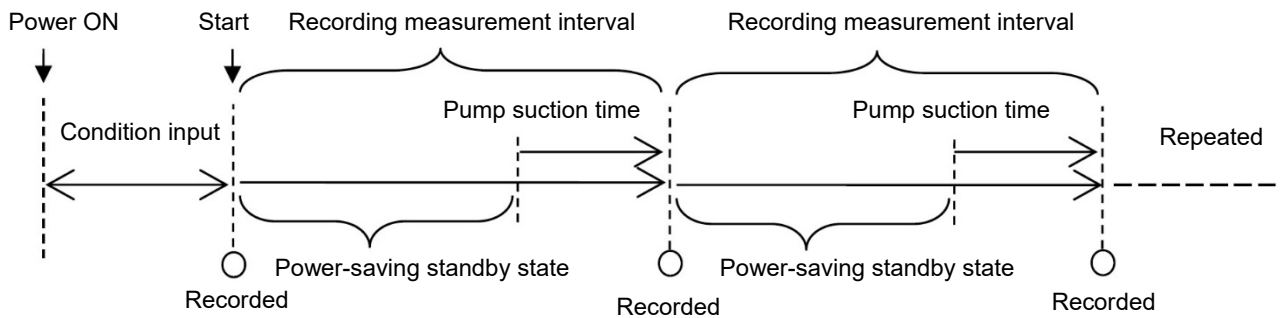 Power ON
Start
Recording measurement interval
Recording measurement interval
Pump suction time
Pump suction time
Condition input
Repeated
Power-saving standby state
Power-saving standby state
Recorded
Recorded
Recorded